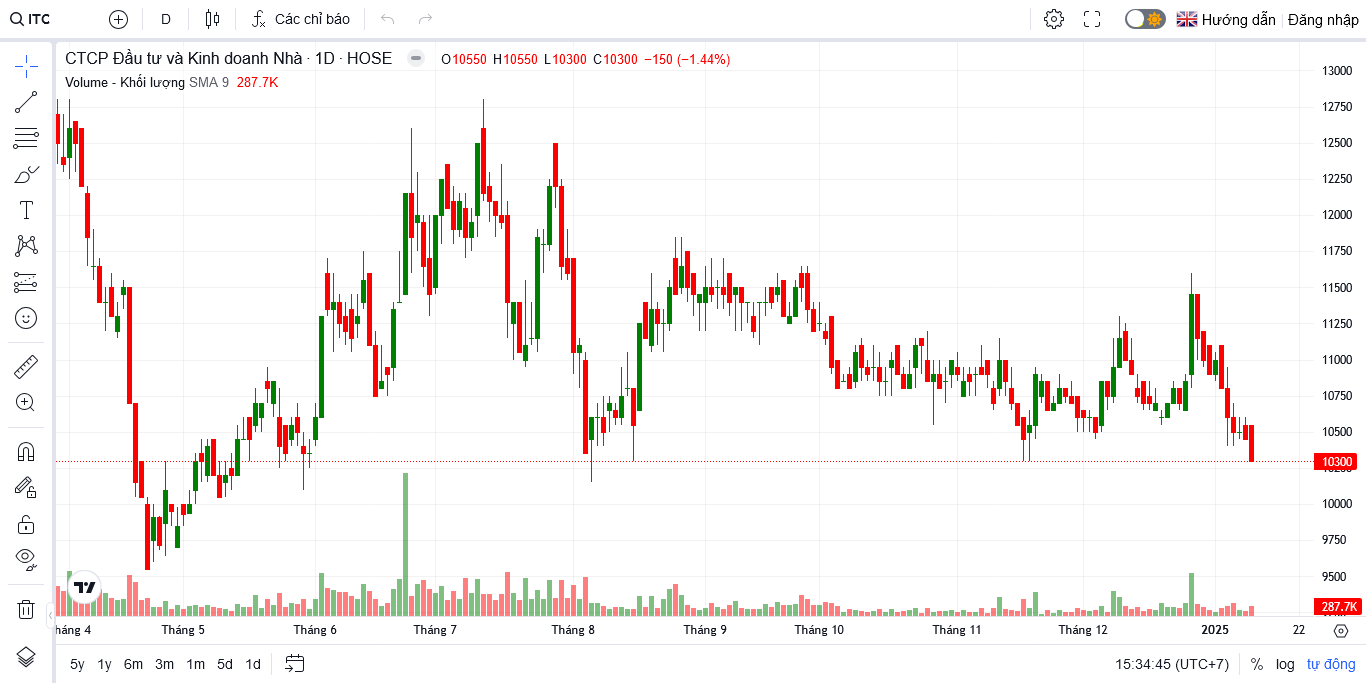 ITC D Các chỉ báo Hướng dẫn Đăng nhập
CTCP Đầu tư và Kinh doanh Nhà · 1D · HOSE O10550 H10550 L10300 C10300 −150 (−1.44%)
Volume - Khối lượng SMA 9 287.7K
13000
12750
12500
12250
12000
11750
11500
11250
11000
10750
10500
10300
10250
10000
9750
9500
287.7K
háng 4 Tháng 5 Tháng 6 Tháng 7 Tháng 8 Tháng 9 Tháng 10 Tháng 11 Tháng 12 2025 22
5y 1y 6m 3m 1m 5d 1d 15:34:45 (UTC+7) % log tự động